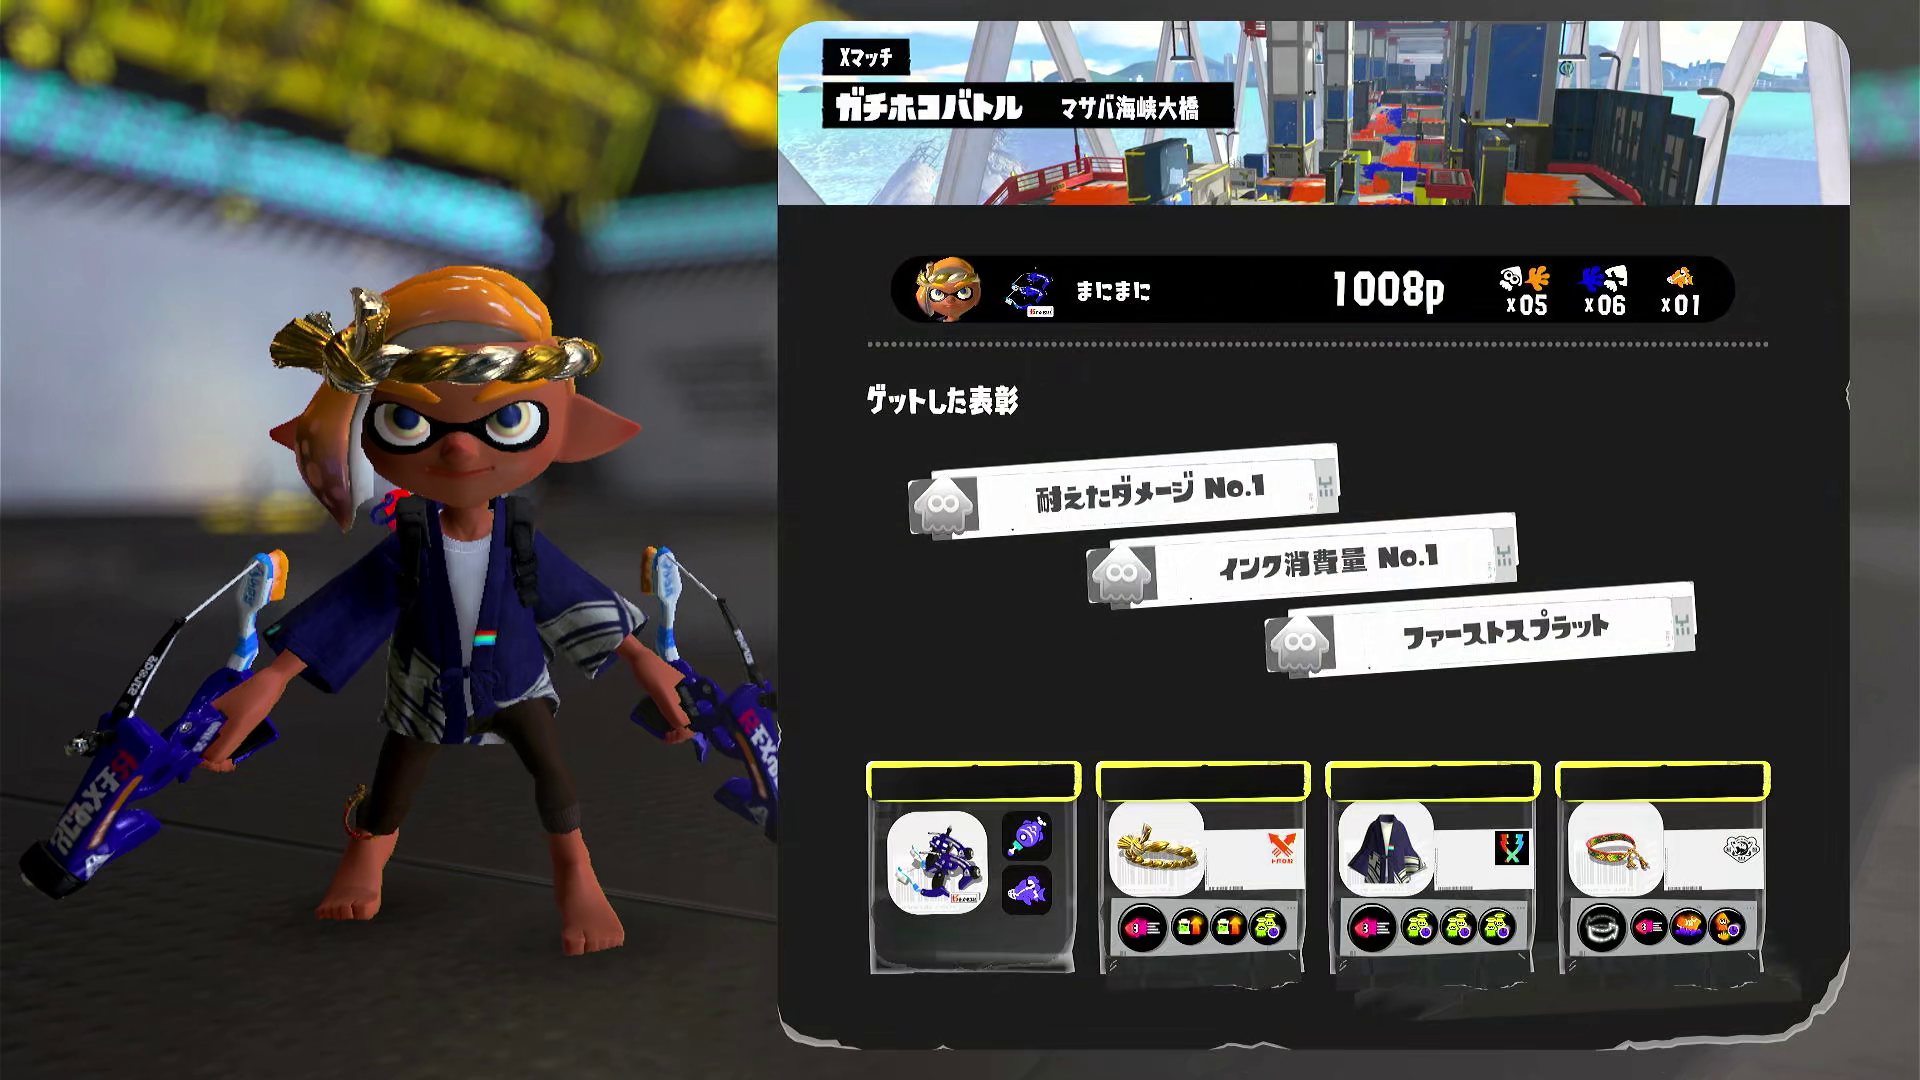 Xマッチ
ガチホコバトル マサバ海峡大橋
まにまに 1008p x05 x06 x01
ゲットした表彰
耐えたダメージ No.1
インク消費量 No.1
ファーストスプラット